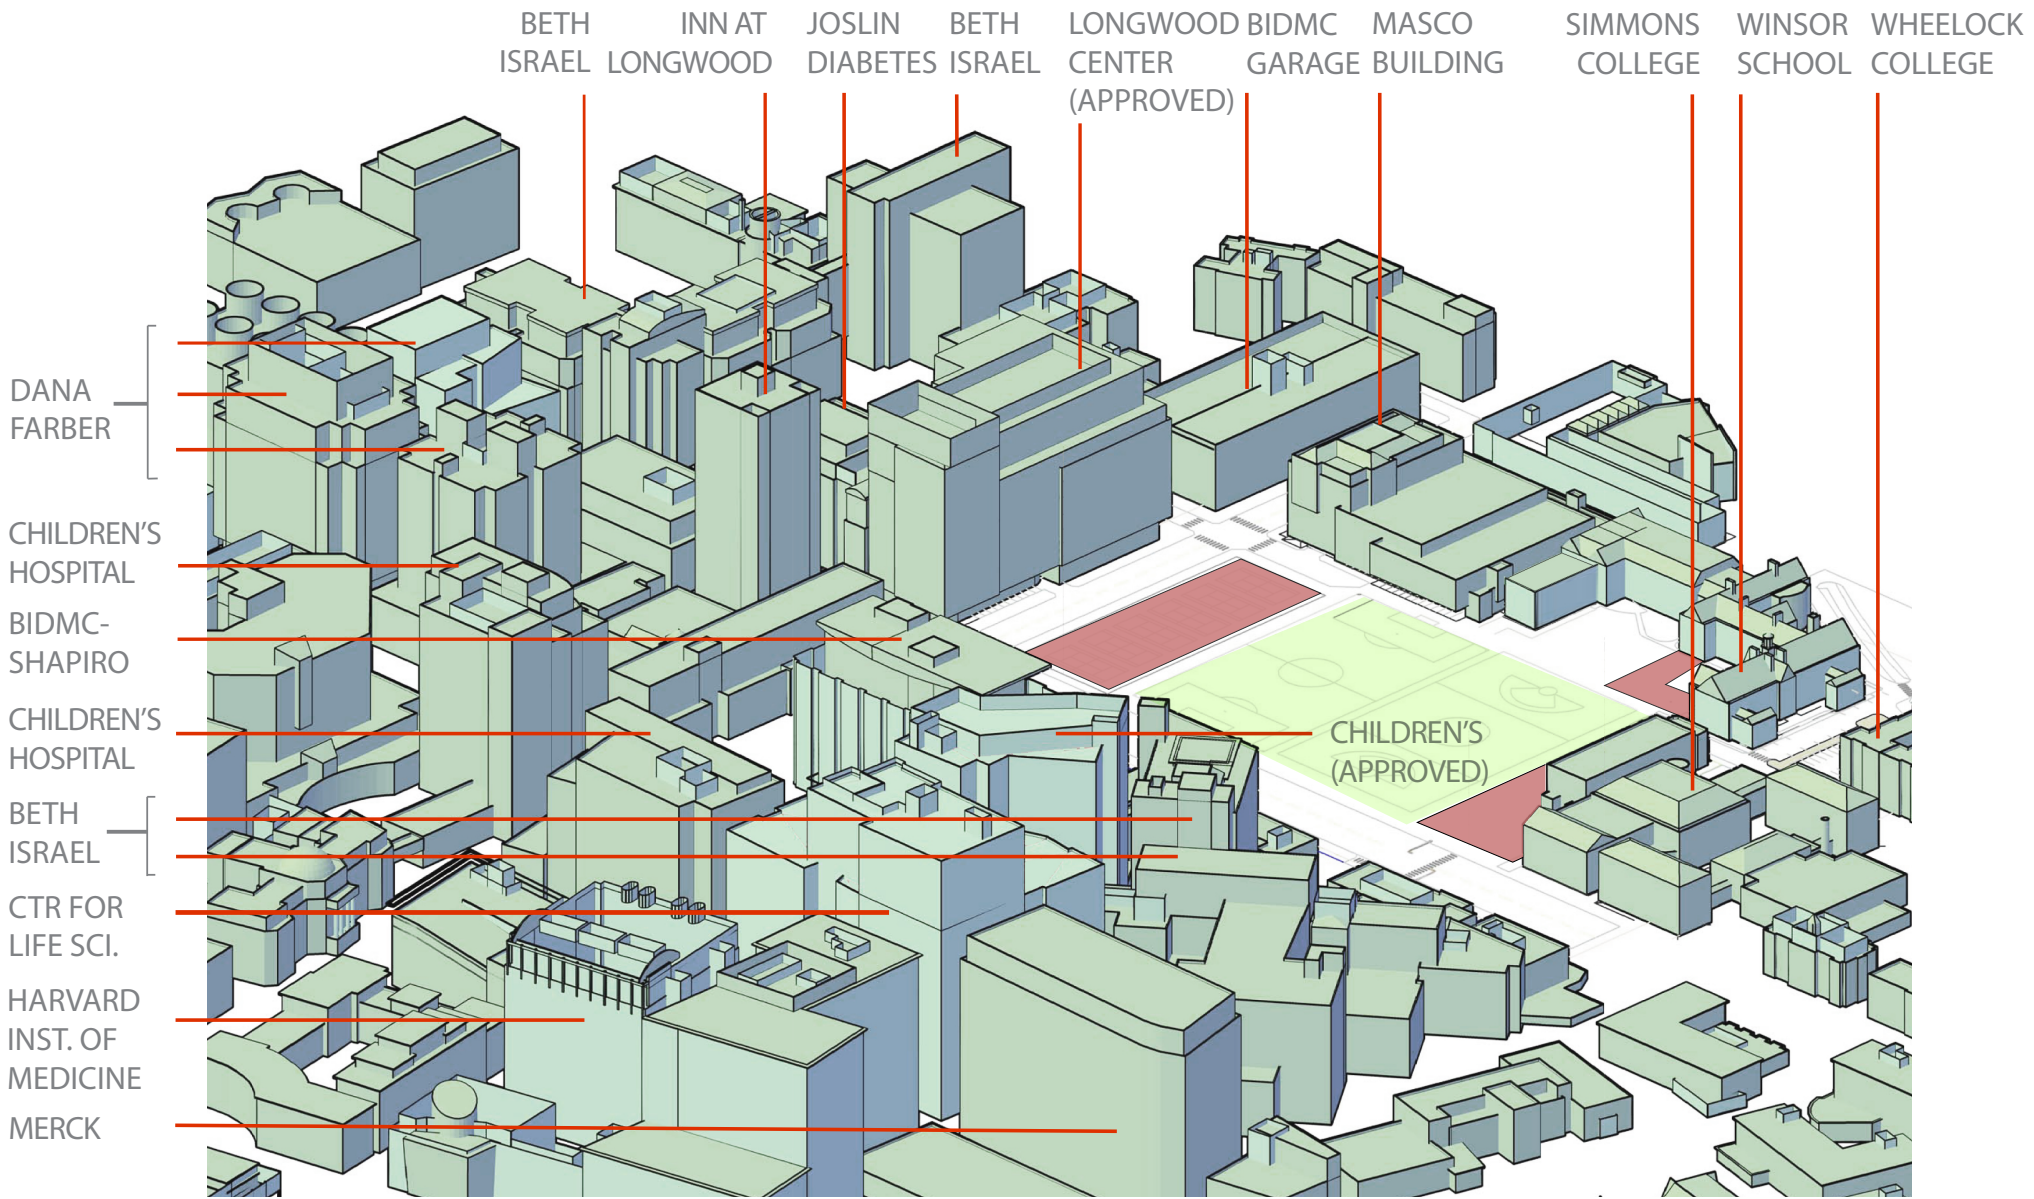 BETH
ISRAEL
INN AT
LONGWOOD
JOSLIN
DIABETES
BETH
ISRAEL
LONGWOOD
CENTER
(APPROVED)
BIDMC
GARAGE
MASCO
BUILDING
SIMMONS
COLLEGE
WINSOR
SCHOOL
WHEELOCK
COLLEGE
DANA
FARBER
CHILDREN'S
HOSPITAL
BIDMC-
SHAPIRO
CHILDREN'S
HOSPITAL
CHILDREN'S
(APPROVED)
BETH
ISRAEL
CTR FOR
LIFE SCI.
HARVARD
INST. OF
MEDICINE
MERCK